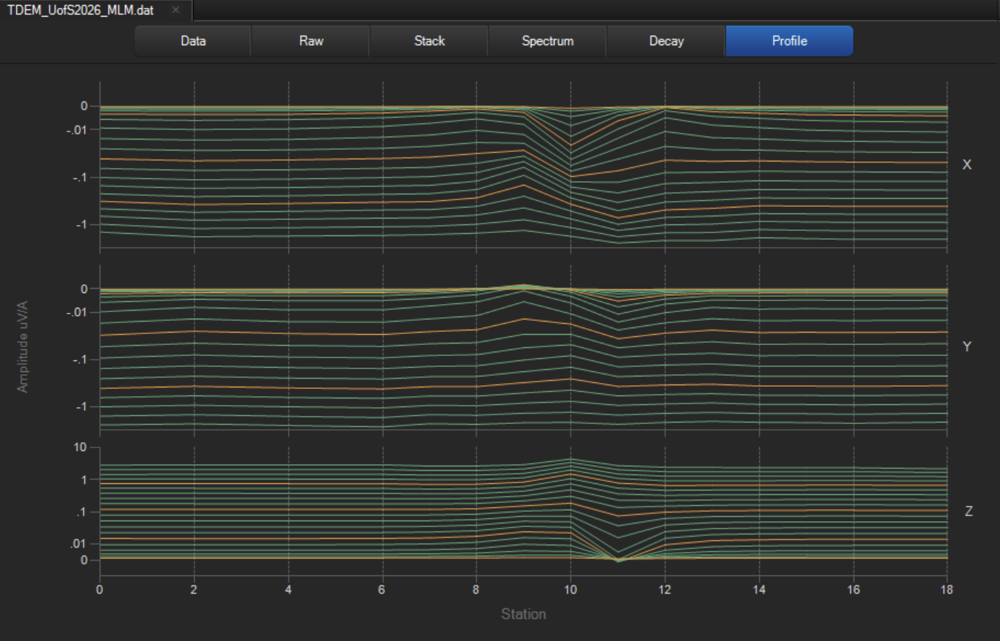 TDEM_UofS2026_MLM.dat ×
Data Raw Stack Spectrum Decay Profile
0
-.01
-.1
-1
X
0
-.01
-.1
-1
Y
Amplitude uV/A
10
1
.1
.01
0
Z
0 2 4 6 8 10 12 14 16 18
Station